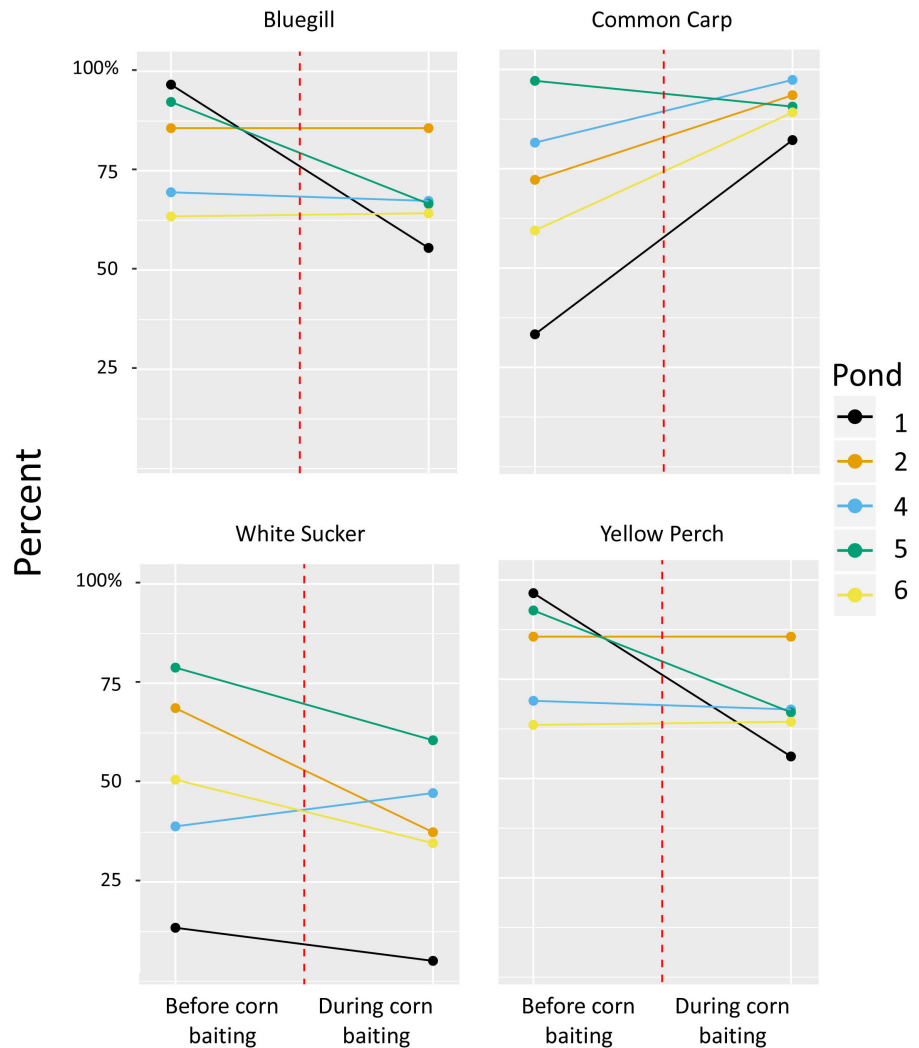 Bluegill
Common Carp
100%
75
50
25
Pond
1
2
4
5
6
Percent
White Sucker
Yellow Perch
100%
75
50
25
Before corn
baiting
During corn
baiting
Before corn
baiting
During corn
baiting